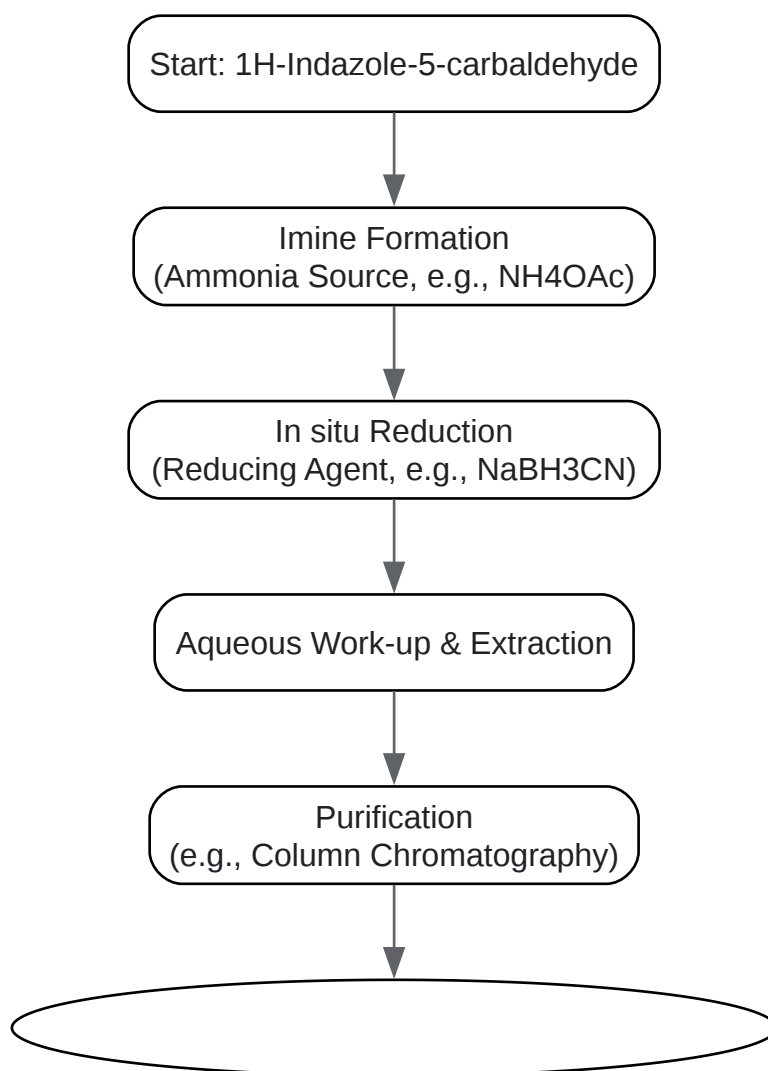 Start: 1H-Indazole-5-carbaldehyde
Imine Formation
(Ammonia Source, e.g., NH4OAc)
In situ Reduction
(Reducing Agent, e.g., NaBH3CN)
Aqueous Work-up & Extraction
Purification
(e.g., Column Chromatography)